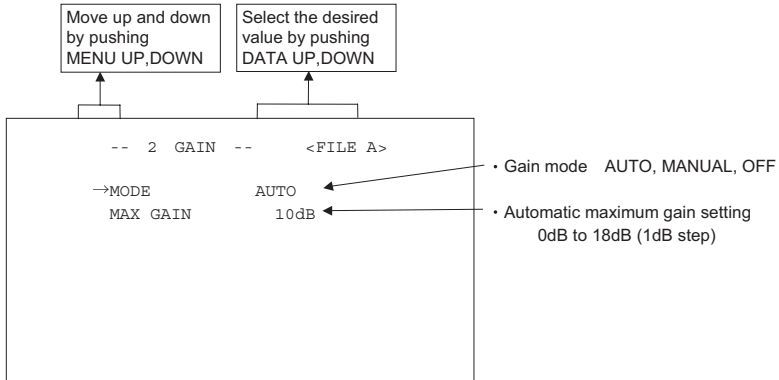 Move up and down
by pushing
MENU UP,DOWN
Select the desired
value by pushing
DATA UP,DOWN
-- 2 GAIN -- <FILE A>
→MODE AUTO
MAX GAIN 10dB
・Gain mode AUTO, MANUAL, OFF
・Automatic maximum gain setting
0dB to 18dB (1dB step)